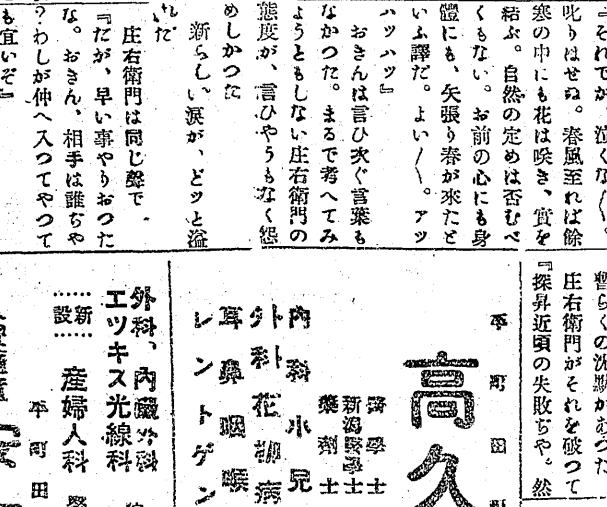 『それでが、泣くな〳〵。
叱りはせぬ。春風至れば餘
寒の中にも花は咲き、實を
結ぶ。自然の定めは否むべ
くもない。お前の心にも身
體にも、矢張り春が來たと
いふ譯だ。よい〳〵。アッ
ハッハッ』
おきんは言ひ次ぐ言葉も
なかつた。まるで考へてみ
ようともしない庄右衛門の
態度が、言ひやうもなく怨
めしかつた
新らしい涙が、どッと溢
れた
庄右衛門は同じ聲で
『だが、早い事やりおつた
な。おきん、相手は誰ぢや
？わしが仲へ入つてやつて
も宜いぞ』
暫らくの沈默が
庄右衛門がそれを破つて
『探昇近頃の失敗ぢや。然
平町田町
高久
醫學士
新潟醫學士
藥劑士
内科小兒
外科花柳病
耳鼻咽喉
レントゲン
外科、内臟外科
エツキス光線科
新設
産婦人科
平町田